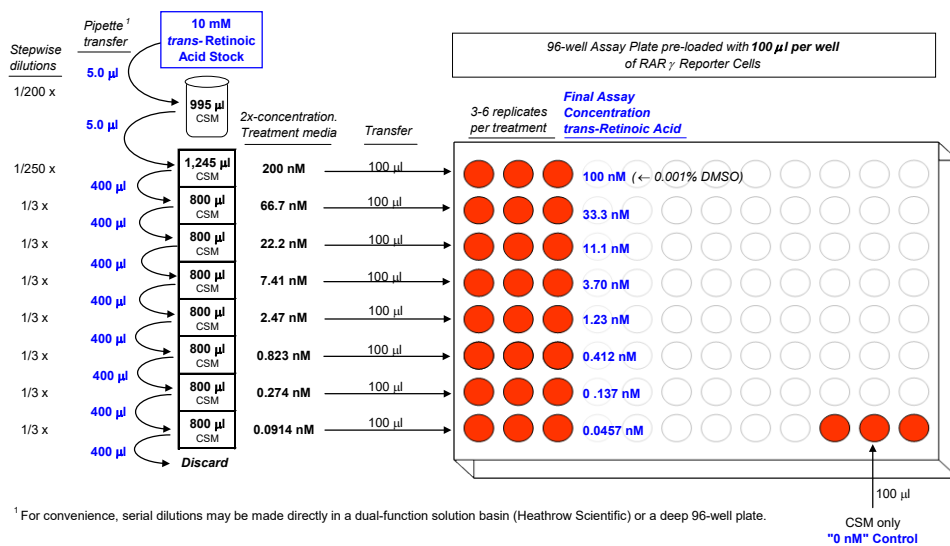 Pipette 1
transfer
10 mM
trans- Retinoic
Acid Stock
96-well Assay Plate pre-loaded with 100 µl per well
of RAR γ Reporter Cells
Stepwise
dilutions
5.0 µl
1/200 x
995 µl
CSM
5.0 µl
2x-concentration.
Treatment media
Transfer
3-6 replicates
per treatment
Final Assay
Concentration
trans-Retinoic Acid
1/250 x
1,245 µl
CSM
200 nM
100 µl
100 nM (← 0.001% DMSO)
400 µl
1/3 x
800 µl
CSM
66.7 nM
100 µl
33.3 nM
400 µl
1/3 x
800 µl
CSM
22.2 nM
100 µl
11.1 nM
400 µl
1/3 x
800 µl
CSM
7.41 nM
100 µl
3.70 nM
400 µl
1/3 x
800 µl
CSM
2.47 nM
100 µl
1.23 nM
400 µl
1/3 x
800 µl
CSM
0.823 nM
100 µl
0.412 nM
400 µl
1/3 x
800 µl
CSM
0.274 nM
100 µl
0 .137 nM
400 µl
1/3 x
800 µl
CSM
0.0914 nM
100 µl
0.0457 nM
400 µl
Discard
100 µl
1 For convenience, serial dilutions may be made directly in a dual-function solution basin (Heathrow Scientific) or a deep 96-well plate.
CSM only
"0 nM" Control